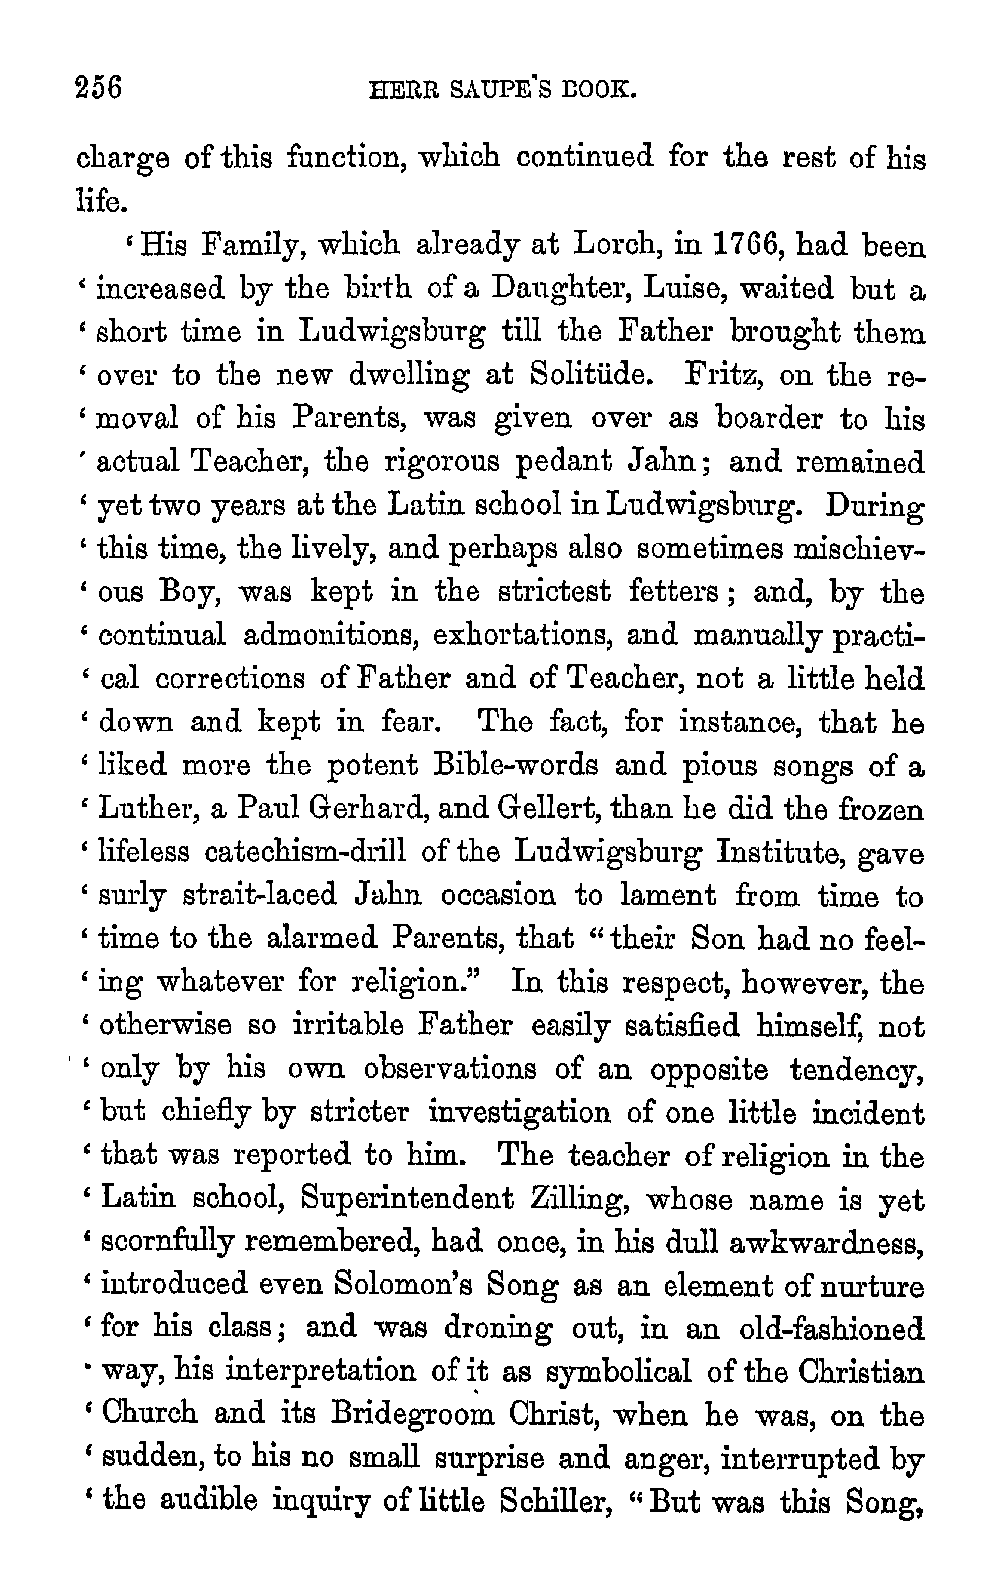 256 HERR SAUPE'S BOOK.
charge of this function, which continued for the rest of his
life.
‘ His Family, which already at Lorch, in 1766, had been
‘ increased by the birth of a Daughter, Luise, waited but a
‘ short time in Ludwigsburg till the Father brought them
‘ over to the new dwelling at Solitüde. Fritz, on the re-
‘ moval of his Parents, was given over as boarder to his
‘ actual Teacher, the rigorous pedant Jahn; and remained
‘ yet two years at the Latin school in Ludwigsburg. During
‘ this time, the lively, and perhaps also sometimes mischiev-
‘ ous Boy, was kept in the strictest fetters; and, by the
‘ continual admonitions, exhortations, and manually practi-
‘ cal corrections of Father and of Teacher, not a little held
‘ down and kept in fear. The fact, for instance, that he
‘ liked more the potent Bible-words and pious songs of a
‘ Luther, a Paul Gerhard, and Gellert, than he did the frozen
‘ lifeless catechism-drill of the Ludwigsburg Institute, gave
‘ surly strait-laced Jahn occasion to lament from time to
‘ time to the alarmed Parents, that “their Son had no feel-
‘ ing whatever for religion.” In this respect, however, the
‘ otherwise so irritable Father easily satisfied himself, not
‘ only by his own observations of an opposite tendency,
‘ but chiefly by stricter investigation of one little incident
‘ that was reported to him. The teacher of religion in the
‘ Latin school, Superintendent Zilling, whose name is yet
‘ scornfully remembered, had once, in his dull awkwardness,
‘ introduced even Solomon’s Song as an element of nurture
‘ for his class; and was droning out, in an old-fashioned
‘ way, his interpretation of it as symbolical of the Christian
‘ Church and its Bridegroom Christ, when he was, on the
‘ sudden, to his no small surprise and anger, interrupted by
‘ the audible inquiry of little Schiller, “But was this Song,